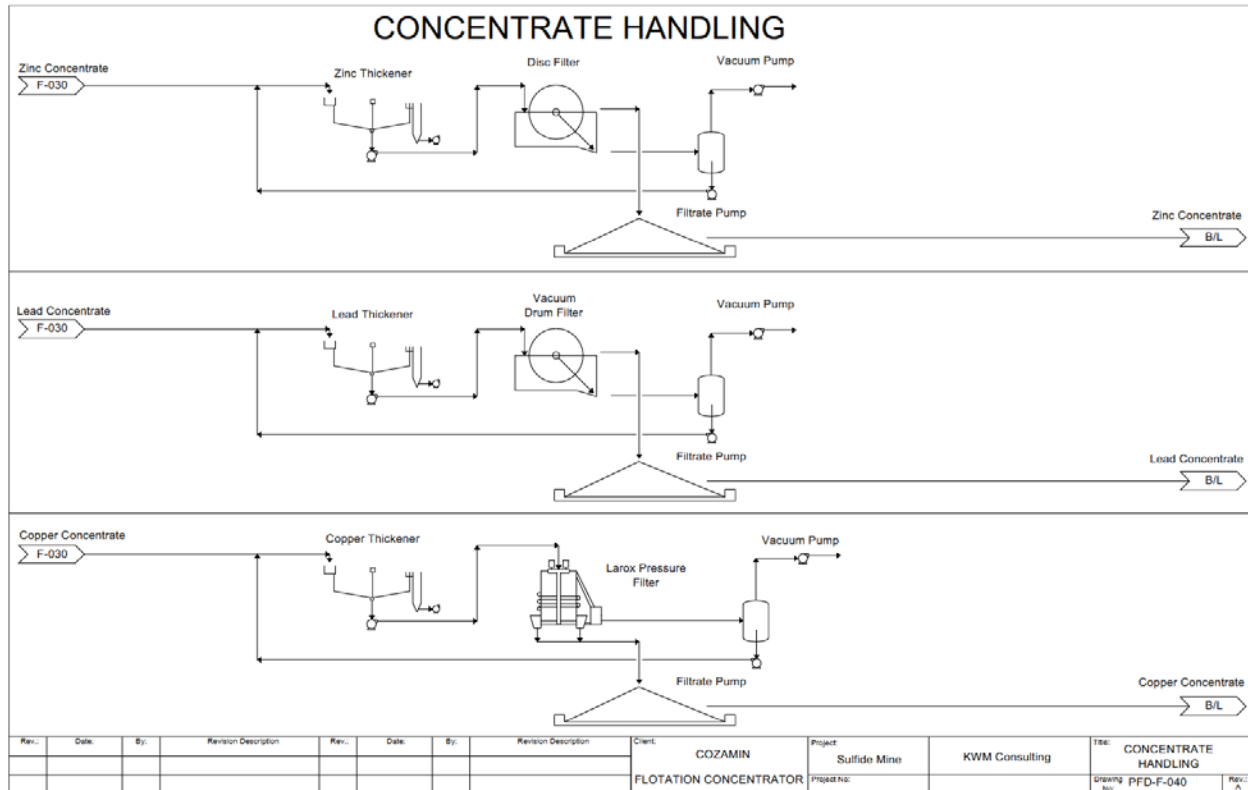 CONCENTRATE HANDLING
Zinc Concentrate
F-030
Zinc Thickener
Disc Filter
Vacuum Pump
Filtrate Pump
Zinc Concentrate
B/L
Lead Concentrate
F-030
Lead Thickener
Vacuum
Drum Filter
Vacuum Pump
Filtrate Pump
Lead Concentrate
B/L
Copper Concentrate
F-030
Copper Thickener
Larox Pressure
Filter
Vacuum Pump
Filtrate Pump
Copper Concentrate
B/L
Rev.: Date: By: Revision Description Rev.: Date: By: Revision Description
Client:
COZAMIN
FLOTATION CONCENTRATOR
Project:
Sulfide Mine
Project No:
KWM Consulting
Title:
CONCENTRATE
HANDLING
Drawing No: PFD-F-040
Rev.:
A